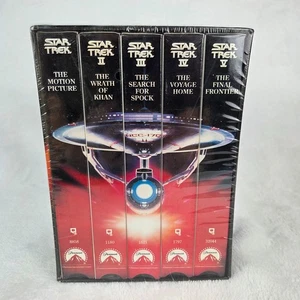 STAR
TREK
THE
MOTION
PICTURE
STAR
TREK
II
THE
WRATH
OF
KHAN
STAR
TREK
III
THE
SEARCH
FOR
SPOCK
STAR
TREK
IV
THE
VOYAGE
HOME
STAR
TREK
V
THE
FINAL
FRONTIER